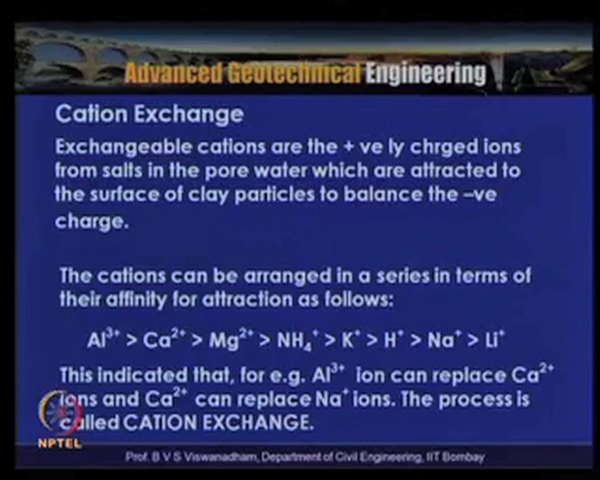 Advanced Geotechnical Engineering
Cation Exchange
Exchangeable cations are the + ve ly chrged ions
from salts in the pore water which are attracted to
the surface of clay particles to balance the –ve
charge.
The cations can be arranged in a series in terms of
their affinity for attraction as follows:
Al³⁺ > Ca²⁺ > Mg²⁺ > NH₄⁺ > K⁺ > H⁺ > Na⁺ > Li⁺
This indicated that, for e.g. Al³⁺ ion can replace Ca²⁺
ions and Ca²⁺ can replace Na⁺ ions. The process is
called CATION EXCHANGE.
NPTEL
Prof. B V S Viswanadham, Department of Civil Engineering, IIT Bombay